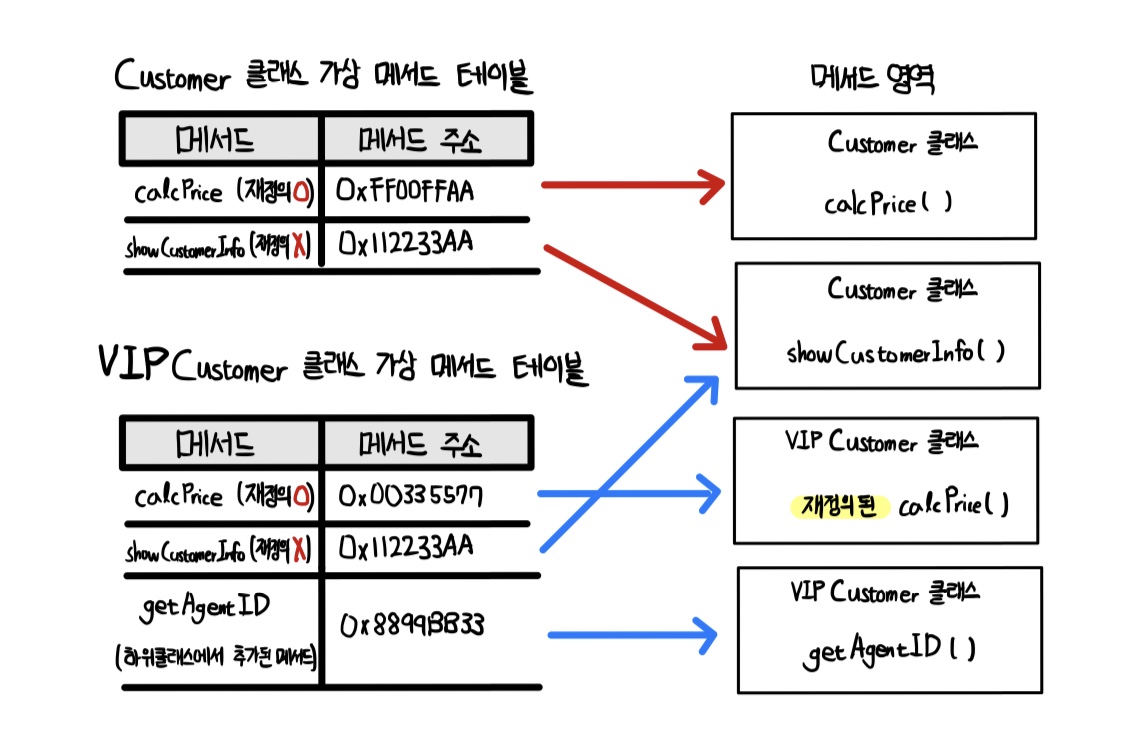 Customer 클래스 가상 메서드 테이블
메서드 메서드 주소
calcPrice (재정의O) 0xFF00FFAA
showCustomerInfo (재정의X) 0x112233AA
VIPCustomer 클래스 가상 메서드 테이블
메서드 메서드 주소
calcPrice (재정의O) 0x00335577
showCustomerInfo (재정의X) 0x112233AA
getAgentID 0x8899BB33
(하위클래스에서 추가된 메서드)
메서드 영역
Customer 클래스
calcPrice( )
Customer 클래스
showCustomerInfo( )
VIP Customer 클래스
재정의된 calcPrice( )
VIP Customer 클래스
getAgentID ( )